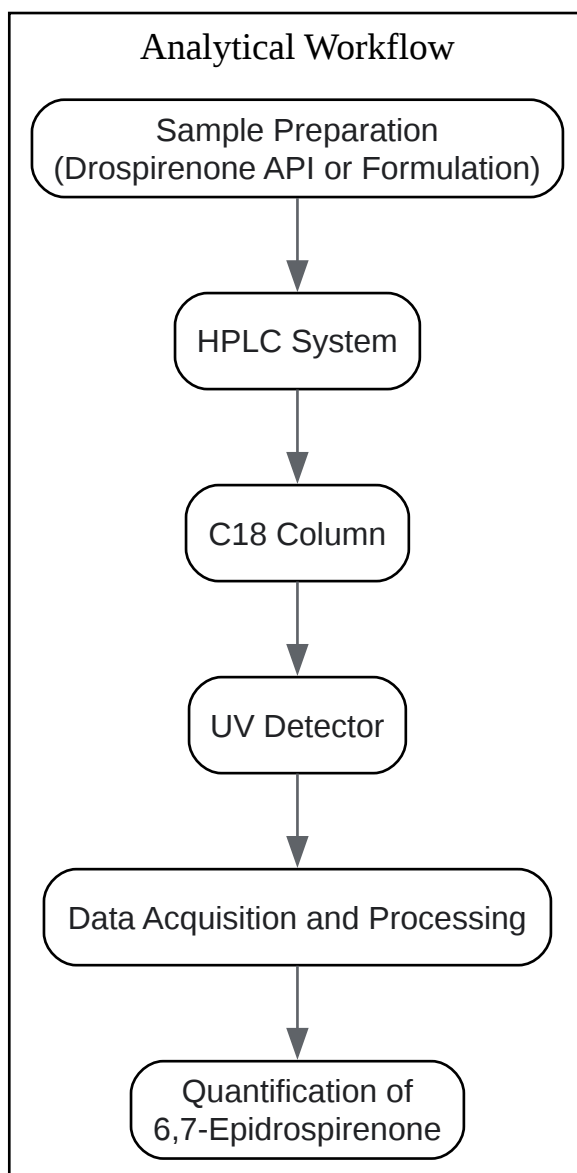 Analytical Workflow
Sample Preparation
(Drospirenone API or Formulation)
HPLC System
C18 Column
UV Detector
Data Acquisition and Processing
Quantification of
6,7-Epidrospirenone